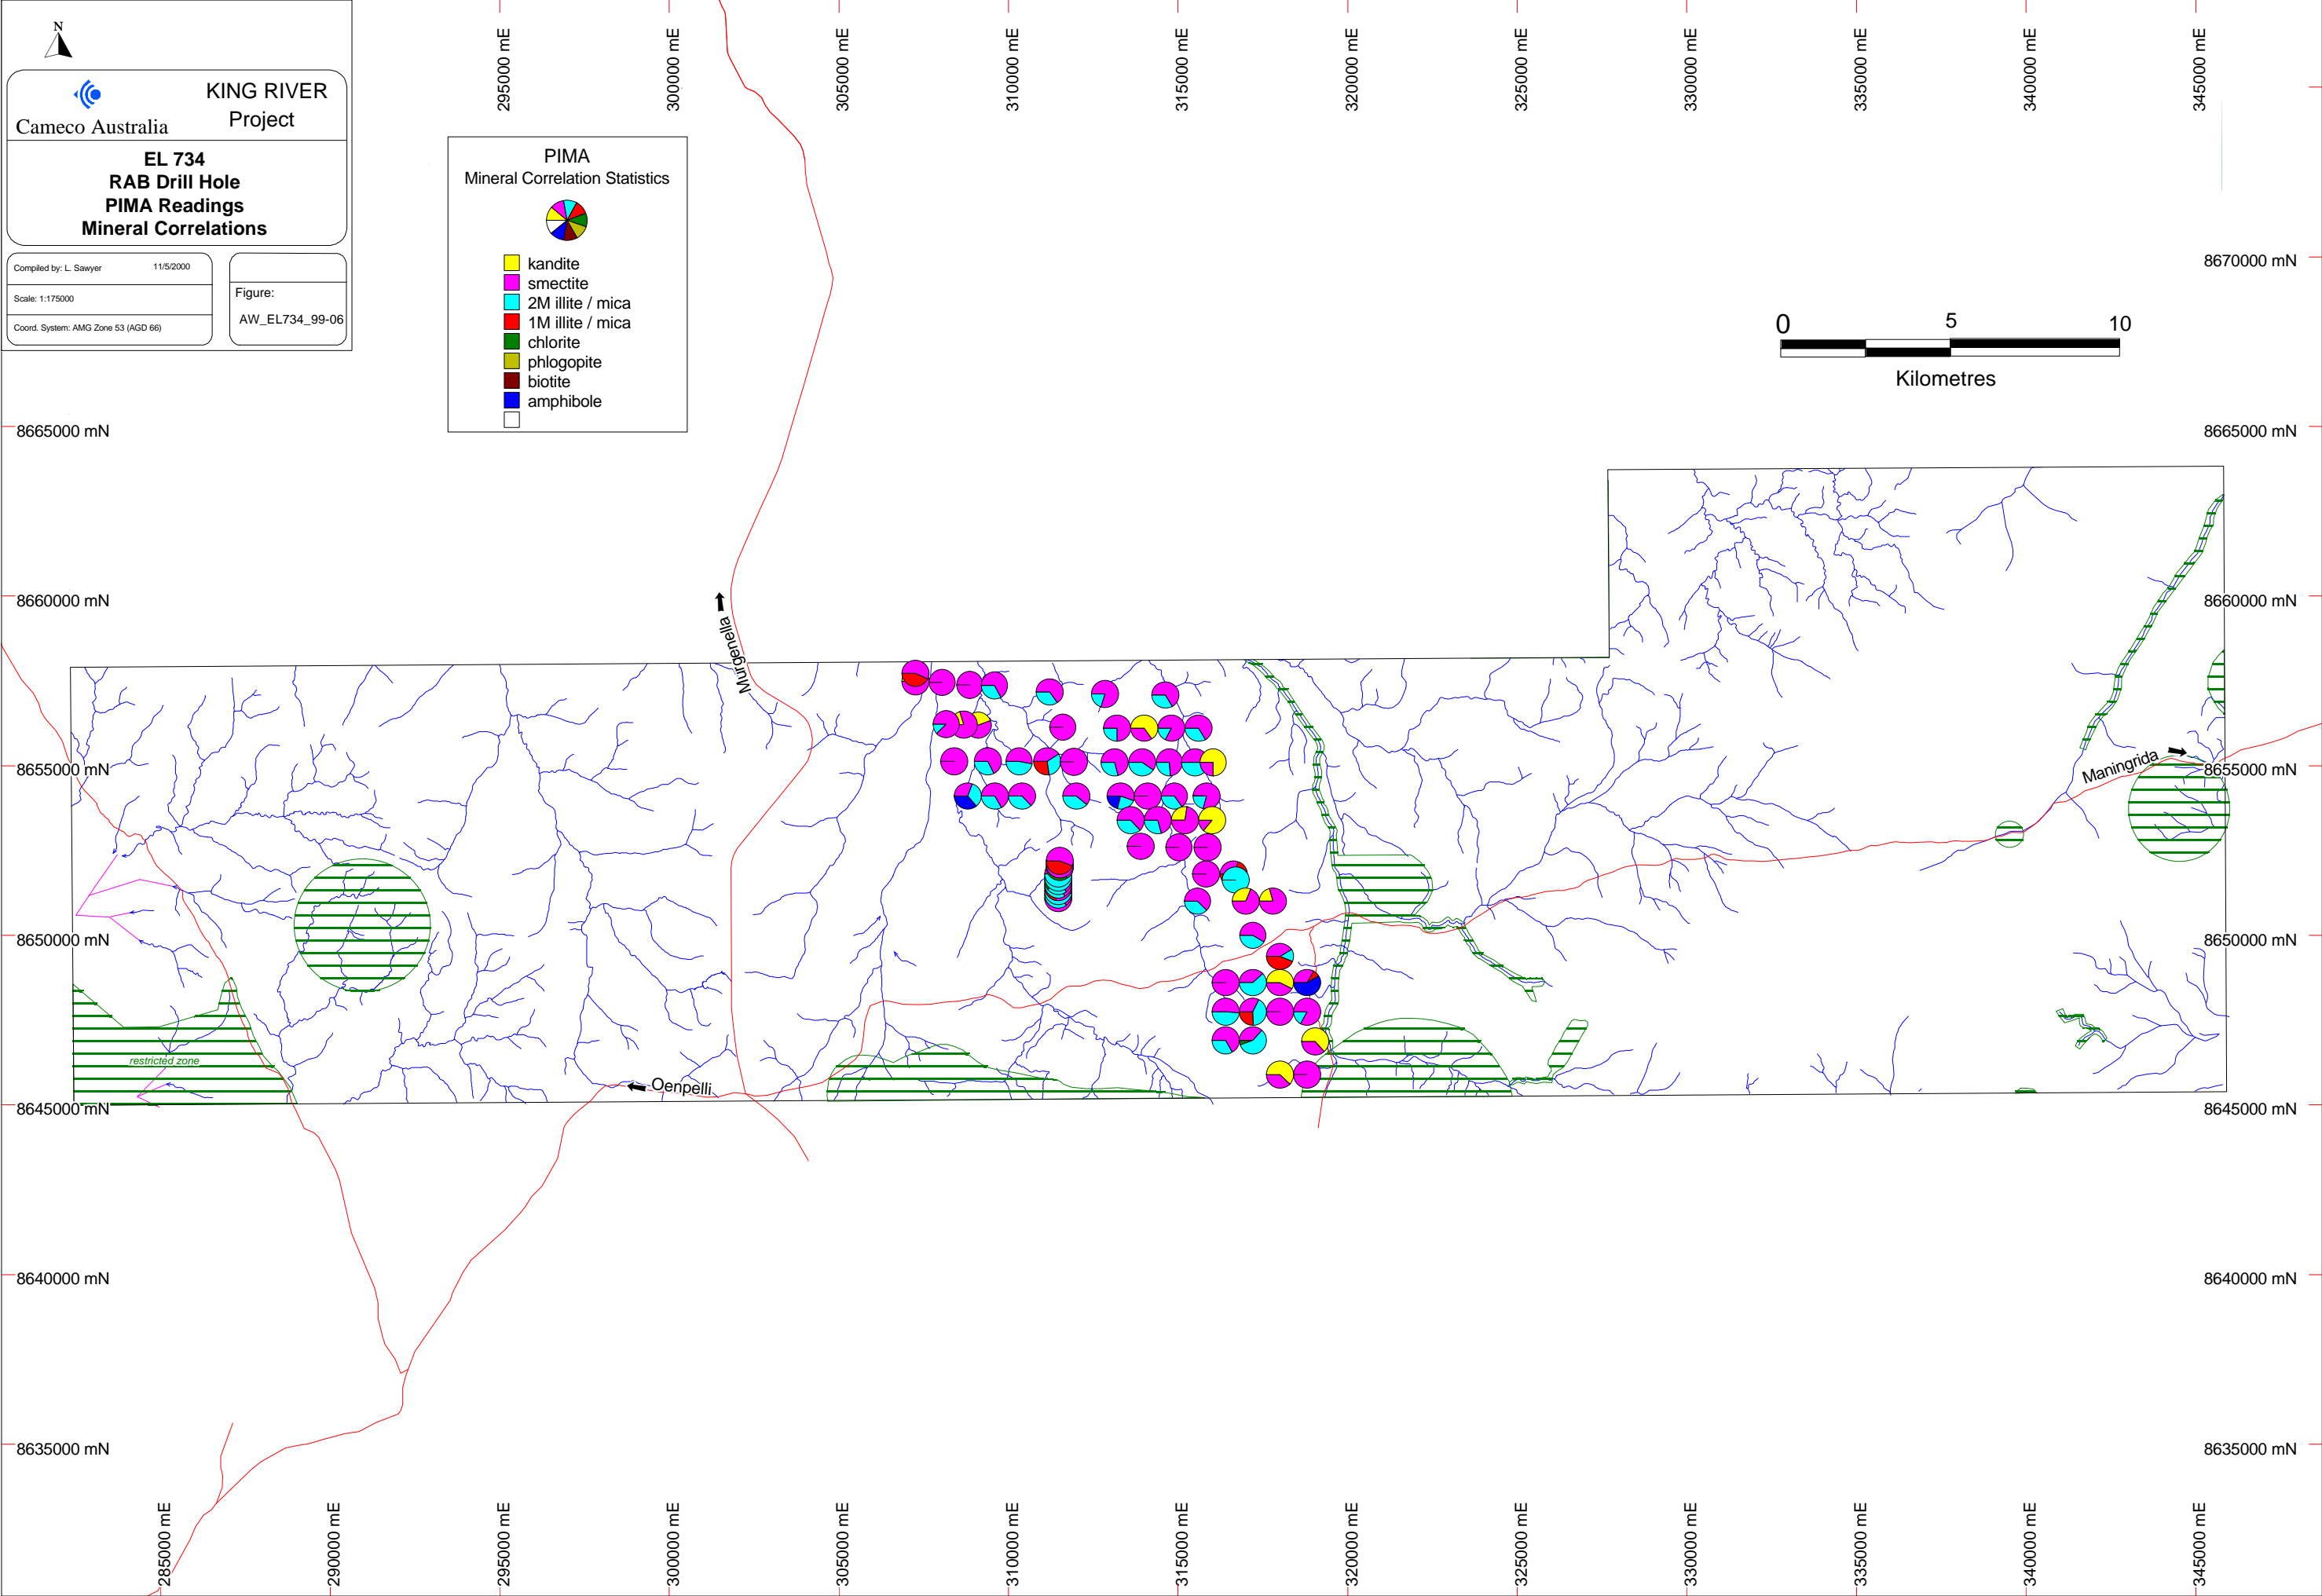 N
Cameco Australia
KING RIVER
Project
EL 734
RAB Drill Hole
PIMA Readings
Mineral Correlations
Compiled by: L. Sawyer 11/5/2000
Scale: 1:175000
Coord. System: AMG Zone 53 (AGD 66)
Figure:
AW_EL734_99-06
PIMA
Mineral Correlation Statistics
kandite
smectite
2M illite / mica
1M illite / mica
chlorite
phlogopite
biotite
amphibole
295000 mE
300000 mE
305000 mE
310000 mE
315000 mE
320000 mE
325000 mE
330000 mE
335000 mE
340000 mE
345000 mE
0 5 10
Kilometres
8670000 mN
8665000 mN
8665000 mN
8660000 mN
8660000 mN
Murgenella
Maningrida
8655000 mN
8655000 mN
8650000 mN
8650000 mN
restricted zone
Oenpelli
8645000 mN
8645000 mN
8640000 mN
8640000 mN
8635000 mN
8635000 mN
285000 mE
290000 mE
295000 mE
300000 mE
305000 mE
310000 mE
315000 mE
320000 mE
325000 mE
330000 mE
335000 mE
340000 mE
345000 mE